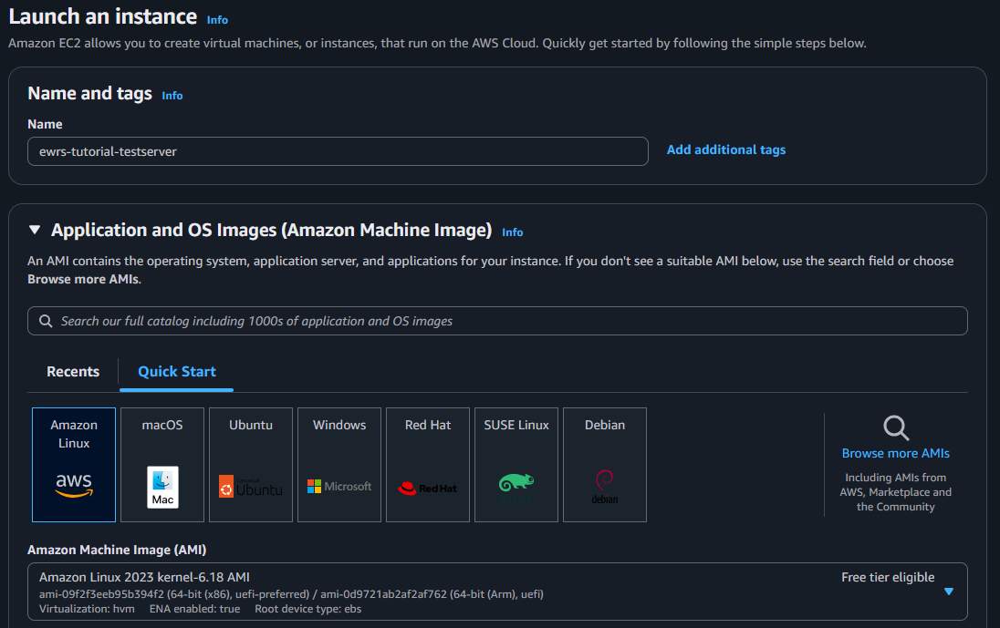 Launch an instance Info
Amazon EC2 allows you to create virtual machines, or instances, that run on the AWS Cloud. Quickly get started by following the simple steps below.
Name and tags Info
Name
ewrs-tutorial-testserver
Add additional tags
Application and OS Images (Amazon Machine Image) Info
An AMI contains the operating system, application server, and applications for your instance. If you don't see a suitable AMI below, use the search field or choose
Browse more AMIs.
Search our full catalog including 1000s of application and OS images
Recents
Quick Start
Amazon
Linux
aws
macOS
Mac
Ubuntu
Ubuntu
Windows
Microsoft
Red Hat
Red Hat
SUSE Linux
Debian
debian
Browse more AMIs
Including AMIs from
AWS, Marketplace and
the Community
Amazon Machine Image (AMI)
Amazon Linux 2023 kernel-6.18 AMI
Free tier eligible
ami-09f2f3eeb95b394f2 (64-bit (x86), uefi-preferred) / ami-0d9721ab2af2af762 (64-bit (Arm), uefi)
Virtualization: hvm ENA enabled: true Root device type: ebs